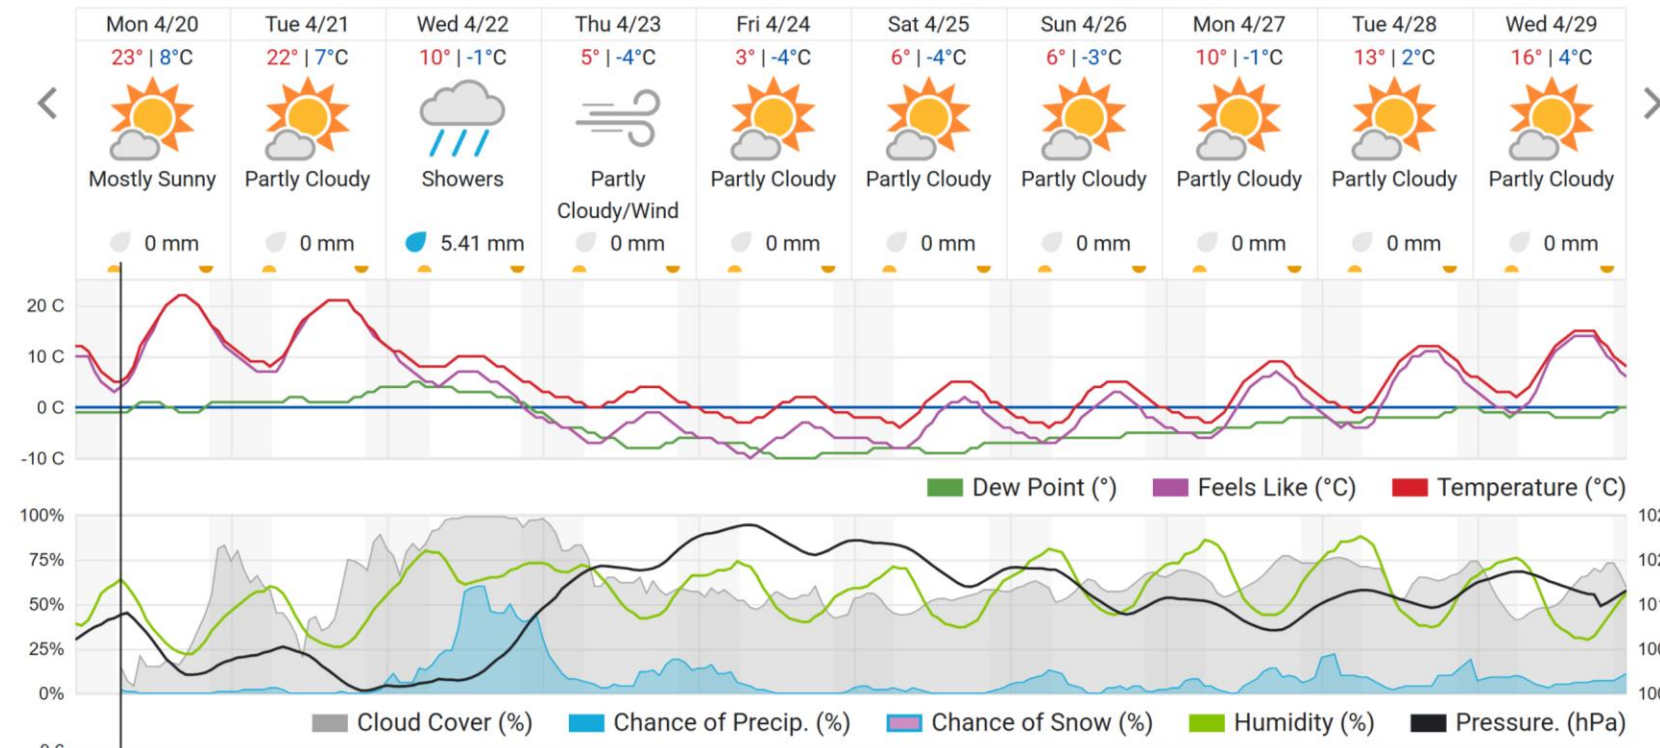 Mon 4/20 Tue 4/21 Wed 4/22 Thu 4/23 Fri 4/24 Sat 4/25 Sun 4/26 Mon 4/27 Tue 4/28 Wed 4/29
23° | 8°C 22° | 7°C 10° | -1°C 5° | -4°C 3° | -4°C 6° | -4°C 6° | -3°C 10° | -1°C 13° | 2°C 16° | 4°C
Mostly Sunny Partly Cloudy Showers Partly Partly Cloudy Partly Cloudy Partly Cloudy Partly Cloudy Partly Cloudy Partly Cloudy
Cloudy/Wind
0 mm 0 mm 5.41 mm 0 mm 0 mm 0 mm 0 mm 0 mm 0 mm 0 mm
20 C
10 C
0 C
-10 C
Dew Point (°) Feels Like (°C) Temperature (°C)
100% 102
75% 102
50% 101
25% 100
0% 100
Cloud Cover (%) Chance of Precip. (%) Chance of Snow (%) Humidity (%) Pressure. (hPa)